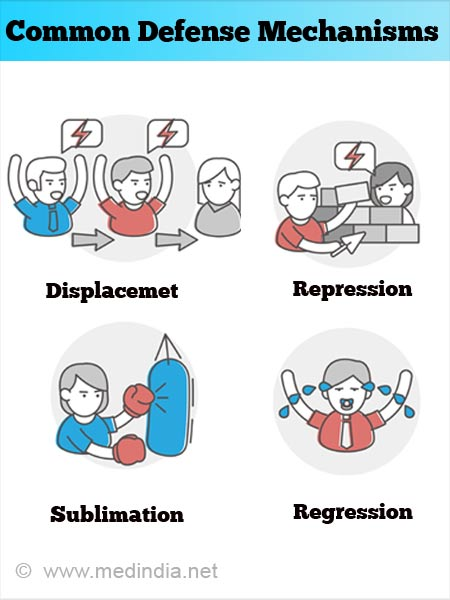 Common Defense Mechanisms
Displacemet
Repression
Sublimation
Regression
© www.medindia.net